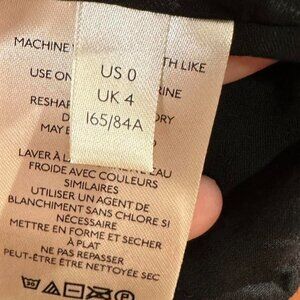 MACHINE W
TH LIKE
US 0
USE ON
RINE
UK 4
RESHA
DRY
165/84A
MAY B
LAVER À LA
EAU
FROIDE AVEC COULEURS
SIMILAIRES
UTILISER UN AGENT DE
BLANCHIMENT SANS CHLORE SI
NÉCESSAIRE
METTRE EN FORME ET SECHER
À PLAT
NE PAS REPASSER
PEUT-ÊTRE ÊTRE NETTOYÉE SEC